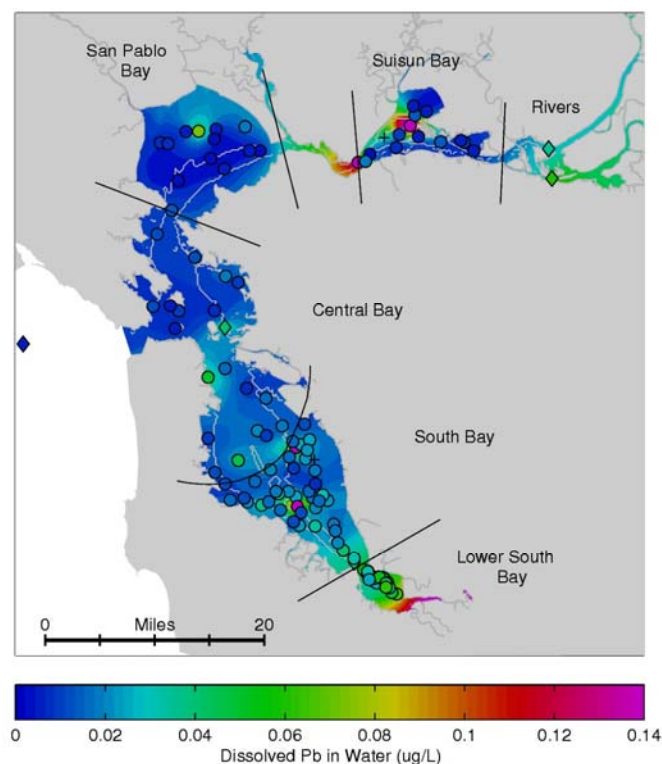 San Pablo
Bay
Suisun Bay
Rivers
Central Bay
South Bay
Lower South
Bay
0 Miles 20
0 0.02 0.04 0.06 0.08 0.1 0.12 0.14
Dissolved Pb in Water (ug/L)